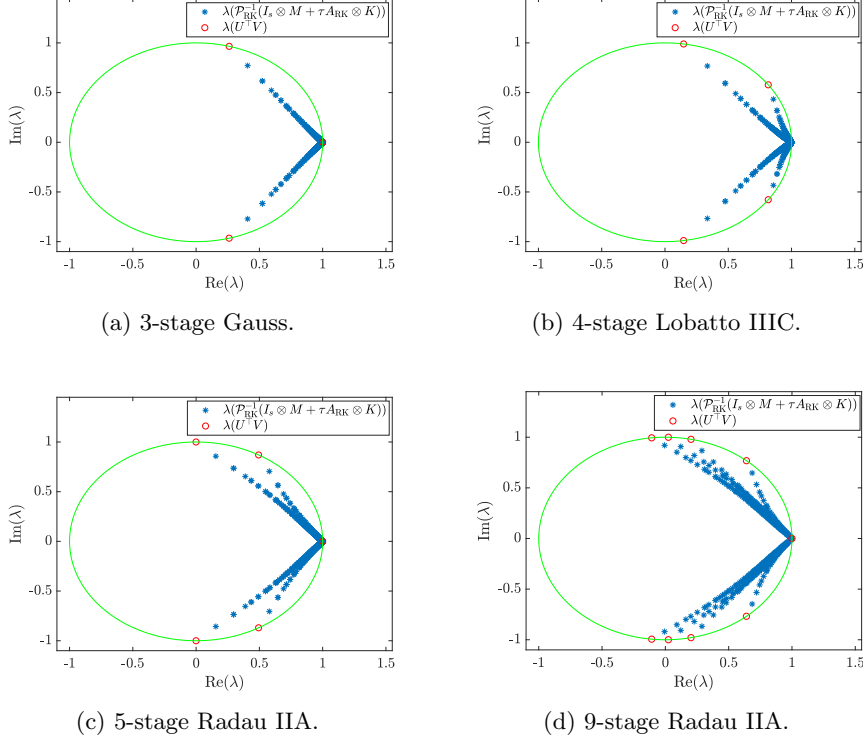 λ(𝒫_RK^{-1}(I_s ⊗ M + τA_RK ⊗ K))
λ(U^⊤V)
1
0.5
0
-0.5
-1
Im(λ)
-1 -0.5 0 0.5 1 1.5
Re(λ)
(a) 3-stage Gauss.
λ(𝒫_RK^{-1}(I_s ⊗ M + τA_RK ⊗ K))
λ(U^⊤V)
1
0.5
0
-0.5
-1
Im(λ)
-1 -0.5 0 0.5 1 1.5
Re(λ)
(b) 4-stage Lobatto IIIC.
λ(𝒫_RK^{-1}(I_s ⊗ M + τA_RK ⊗ K))
λ(U^⊤V)
1
0.5
0
-0.5
-1
Im(λ)
-1 -0.5 0 0.5 1 1.5
Re(λ)
(c) 5-stage Radau IIA.
λ(𝒫_RK^{-1}(I_s ⊗ M + τA_RK ⊗ K))
λ(U^⊤V)
1
0.5
0
-0.5
-1
Im(λ)
-1 -0.5 0 0.5 1 1.5
Re(λ)
(d) 9-stage Radau IIA.